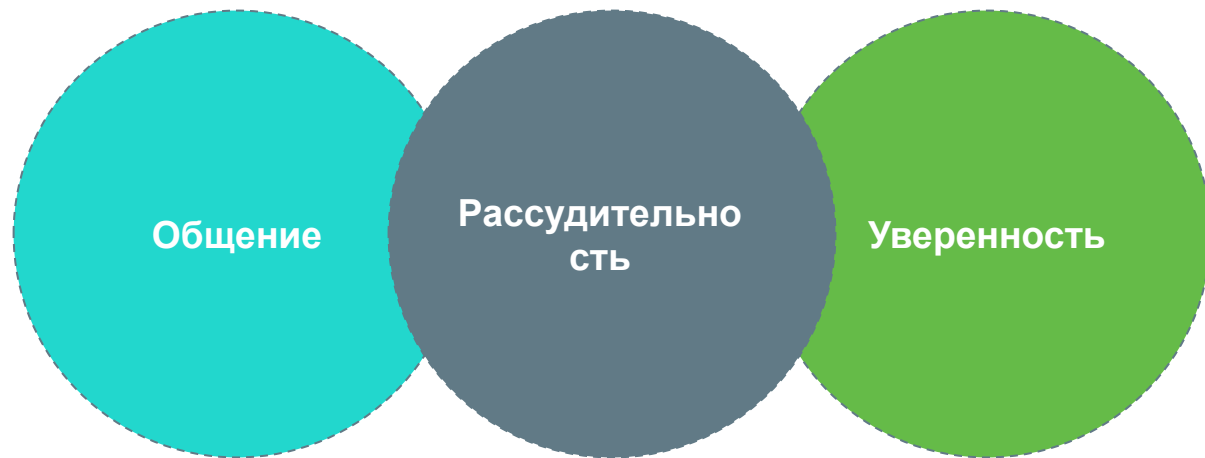 Общение
Рассудительно
сть
Уверенность